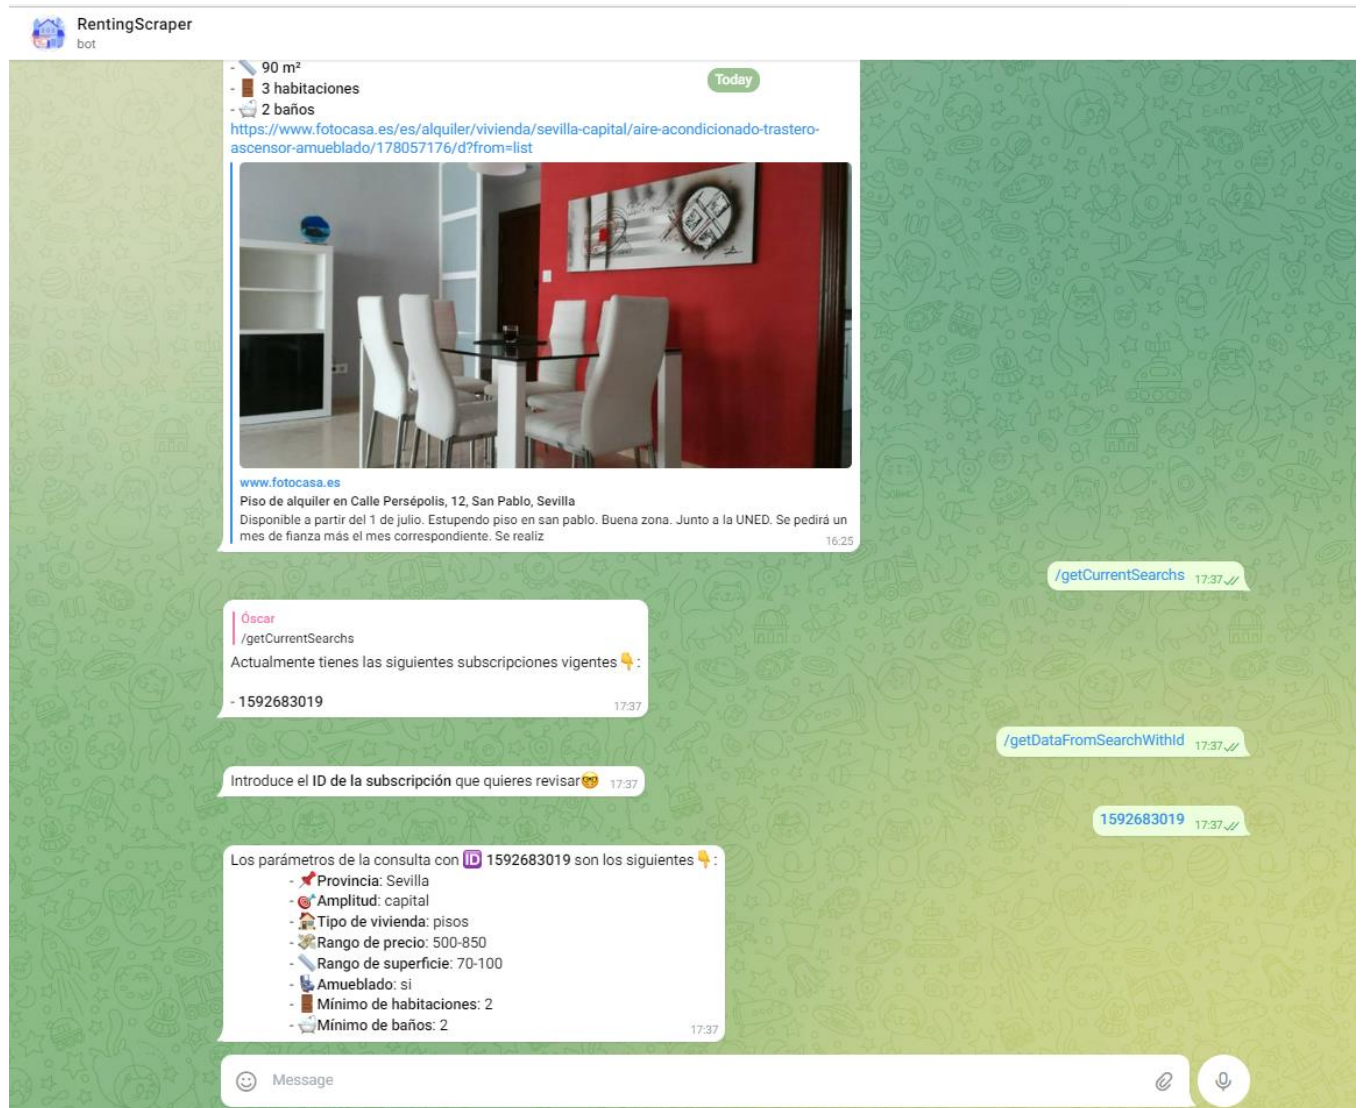 RentingScraper
bot
- 90 m²
Today
- 3 habitaciones
- 2 baños
https://www.fotocasa.es/es/alquiler/vivienda/sevilla-capital/aire-acondicionado-trastero-
ascensor-amueblado/178057176/d?from=list
www.fotocasa.es
Piso de alquiler en Calle Persépolis, 12, San Pablo, Sevilla
Disponible a partir del 1 de julio. Estupendo piso en san pablo. Buena zona. Junto a la UNED. Se pedirá un
mes de fianza más el mes correspondiente. Se realiz
16:25
/getCurrentSearchs 17:37
Óscar
/getCurrentSearchs
Actualmente tienes las siguientes subscripciones vigentes👇:
- 1592683019
17:37
/getDataFromSearchWithId 17:37
Introduce el ID de la subscripción que quieres revisar🤓 17:37
1592683019 17:37
Los parámetros de la consulta con 🆔 1592683019 son los siguientes👇:
- 📌Provincia: Sevilla
- 🎯Amplitud: capital
- 🏠Tipo de vivienda: pisos
- 💸Rango de precio: 500-850
- 📏Rango de superficie: 70-100
- 💺Amueblado: si
- 🚪Mínimo de habitaciones: 2
- 🛁Mínimo de baños: 2
17:37
Message